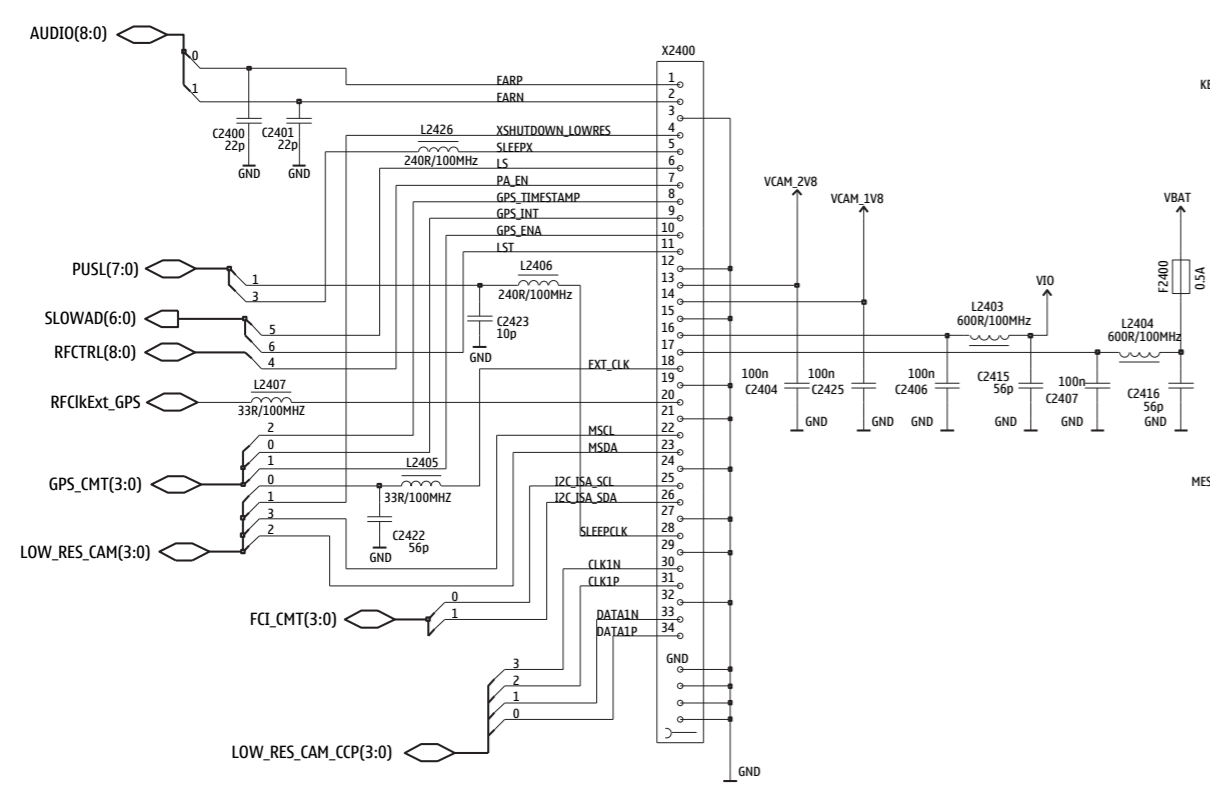 AUDIO(8:0)
0
1
C2400
22p
GND
C2401
22p
GND
X2400
EARP
1
EARN
2
3
XSHUTDOWN_LOWRES
4
L2426
240R/100MHz
SLEEPX
5
LS
6
PA_EN
7
GPS_TIMESTAMP
8
GPS_INT
9
GPS_ENA
10
LST
11
12
13
14
15
16
17
EXT_CLK
18
19
20
21
MSCL
22
MSDA
23
24
I2C_ISA_SCL
25
I2C_ISA_SDA
26
27
SLEEPCLK
28
29
CLK1N
30
CLK1P
31
32
DATA1N
33
DATA1P
34
GND
GND
PUSL(7:0)
1
3
L2406
240R/100MHz
C2423
10p
GND
SLOWAD(6:0)
5
6
RFCTRL(8:0)
4
L2407
33R/100MHZ
RFClkExt_GPS
GPS_CMT(3:0)
2
0
1
L2405
33R/100MHZ
C2422
56p
GND
LOW_RES_CAM(3:0)
0
1
3
2
FCI_CMT(3:0)
0
1
LOW_RES_CAM_CCP(3:0)
3
2
1
0
VCAM_2V8
VCAM_1V8
100n
C2404
GND
100n
C2425
GND
100n
C2406
GND
L2403
600R/100MHz
VIO
C2415
56p
GND
100n
C2407
GND
L2404
600R/100MHz
VBAT
F2400
0.5A
C2416
56p
GND
KE
MES